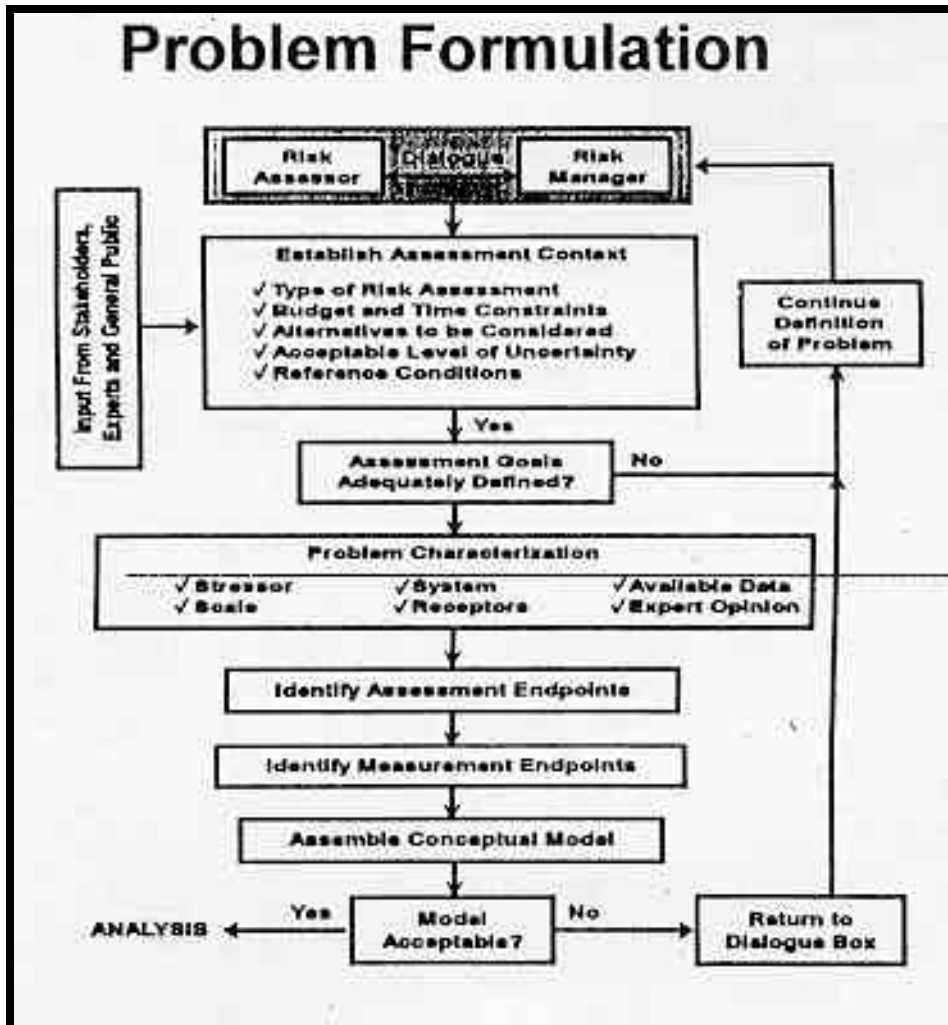 Problem Formulation
Risk
Assessor
Dialogue
Risk
Manager
Input From Stakeholders,
Experts and General Public
Establish Assessment Context
✓ Type of Risk Assessment
✓ Budget and Time Constraints
✓ Alternatives to be Considered
✓ Acceptable Level of Uncertainty
✓ Reference Conditions
Continue
Definition
of Problem
Yes
Assessment Goals
Adequately Defined?
No
Problem Characterization
✓ Stressor
✓ System
✓ Available Data
✓ Scale
✓ Receptors
✓ Expert Opinion
Identify Assessment Endpoints
Identify Measurement Endpoints
Assemble Conceptual Model
ANALYSIS
Yes
Model
Acceptable?
No
Return to
Dialogue Box